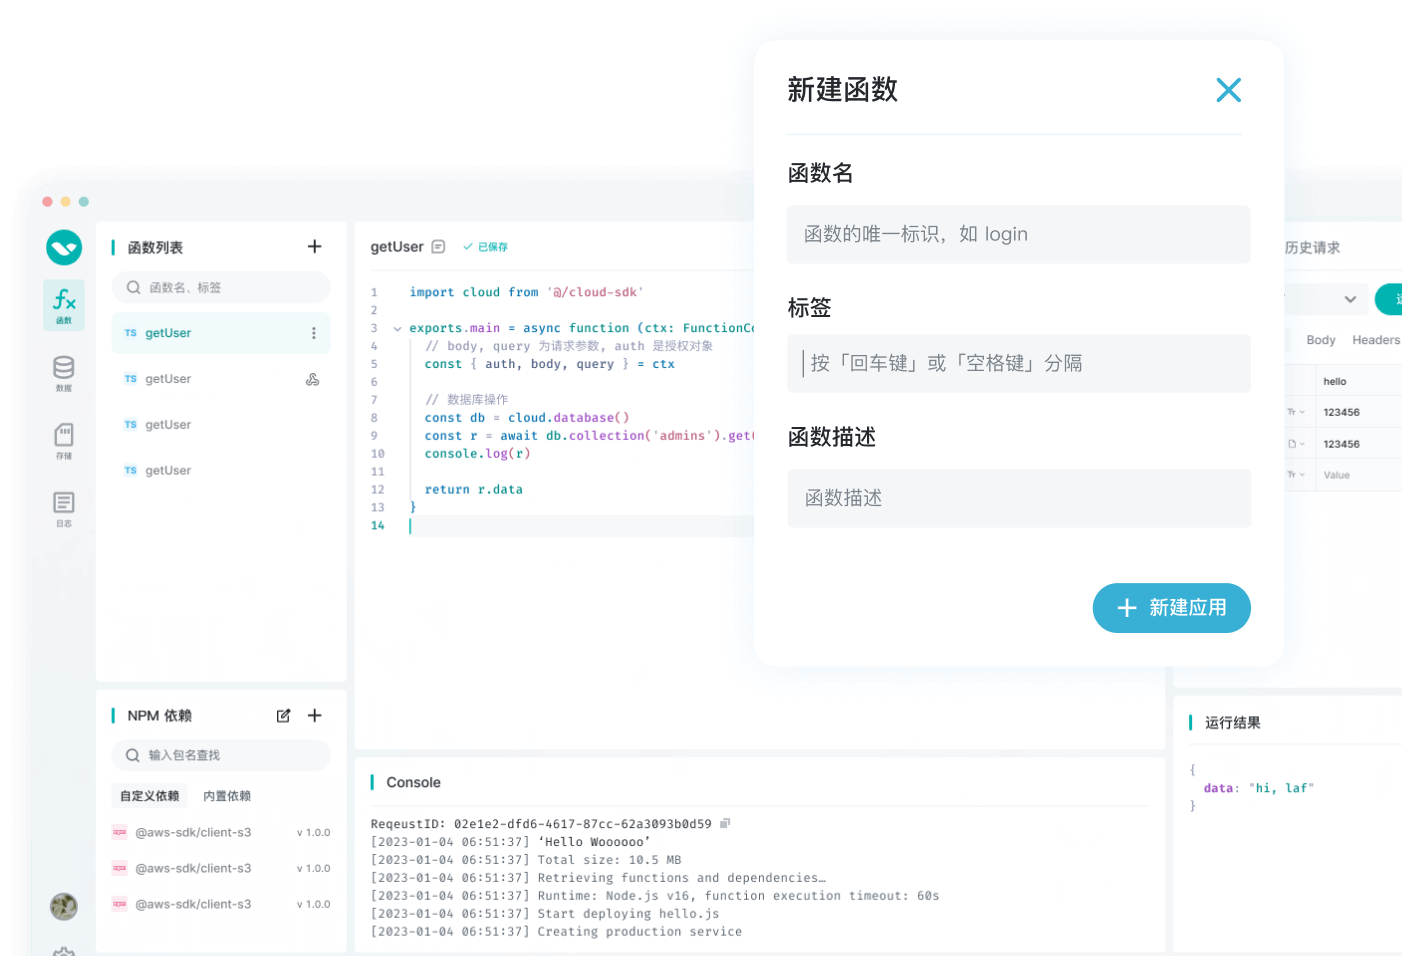 新建函数
函数名
函数的唯一标识，如 login
标签
按「回车键」或「空格键」分隔
函数描述
函数描述
新建应用
函数
数据
存储
日志
函数列表
函数名、标签
TS getUser
TS getUser
TS getUser
TS getUser
NPM 依赖
输入包名查找
自定义依赖 内置依赖
@aws-sdk/client-s3 v 1.0.0
@aws-sdk/client-s3 v 1.0.0
@aws-sdk/client-s3 v 1.0.0
getUser 已保存
1 import cloud from '@/cloud-sdk'
2
3 exports.main = async function (ctx: FunctionCo
4 // body, query 为请求参数, auth 是授权对象
5 const { auth, body, query } = ctx
6
7 // 数据库操作
8 const db = cloud.database()
9 const r = await db.collection('admins').get(
10 console.log(r)
11
12 return r.data
13 }
14
Console
ReqeustID: 02e1e2-dfd6-4617-87cc-62a3093b0d59
[2023-01-04 06:51:37] ‘Hello Woooooo’
[2023-01-04 06:51:37] Total size: 10.5 MB
[2023-01-04 06:51:37] Retrieving functions and dependencies…
[2023-01-04 06:51:37] Runtime: Node.js v16, function execution timeout: 60s
[2023-01-04 06:51:37] Start deploying hello.js
[2023-01-04 06:51:37] Creating production service
历史请求
Body Headers
hello
Tr 123456
123456
Tr Value
运行结果
{
data: "hi, laf"
}